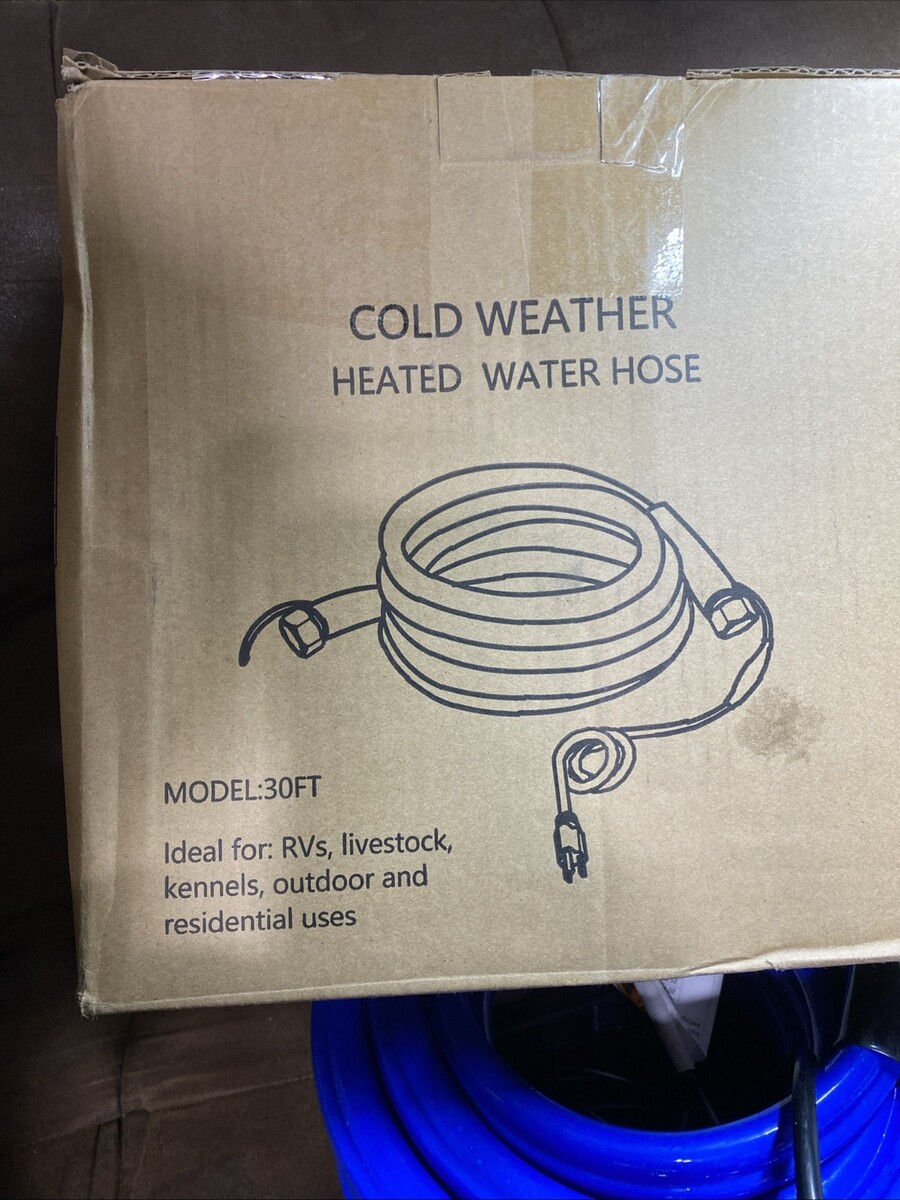 COLD WEATHER
HEATED WATER HOSE
MODEL:30FT
Ideal for: RVs, livestock,
kennels, outdoor and
residential uses